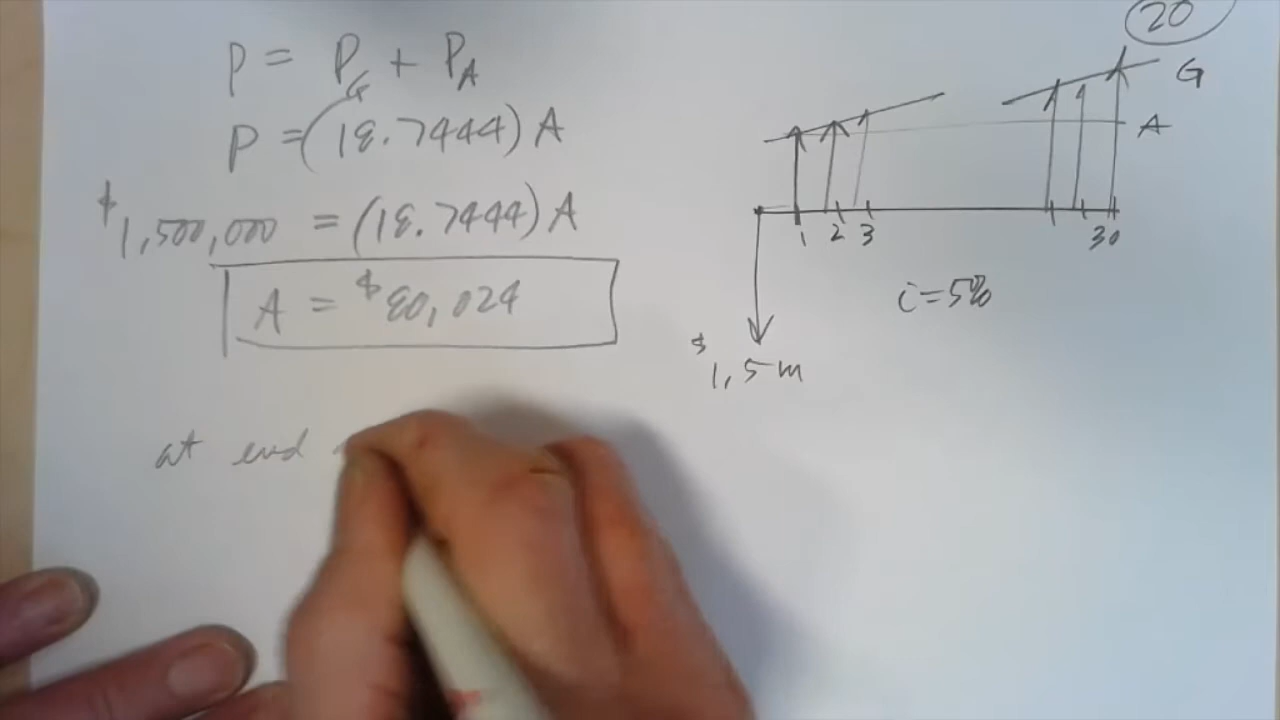 20
P = P_G + P_A
P = (18.7444) A
$1,500,000 = (18.7444) A
A = $80,024
at end
G
A
1 2 3 30
i = 5%
$1,5m